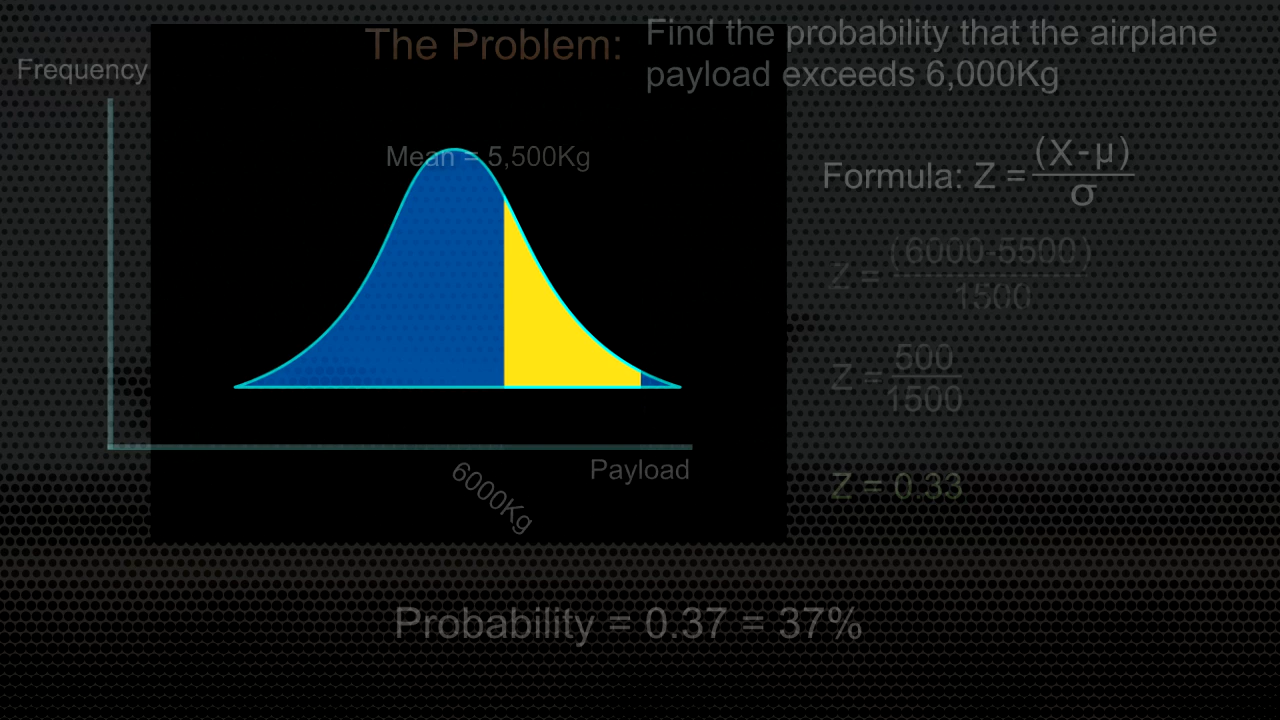 The Problem:
Find the probability that the airplane
payload exceeds 6,000Kg
Frequency
Mean = 5,500Kg
Formula: Z = (X-µ)
σ
Z = (6000-5500)
1500
Z = 500
1500
Z = 0.33
Payload
6000Kg
Probability = 0.37 = 37%